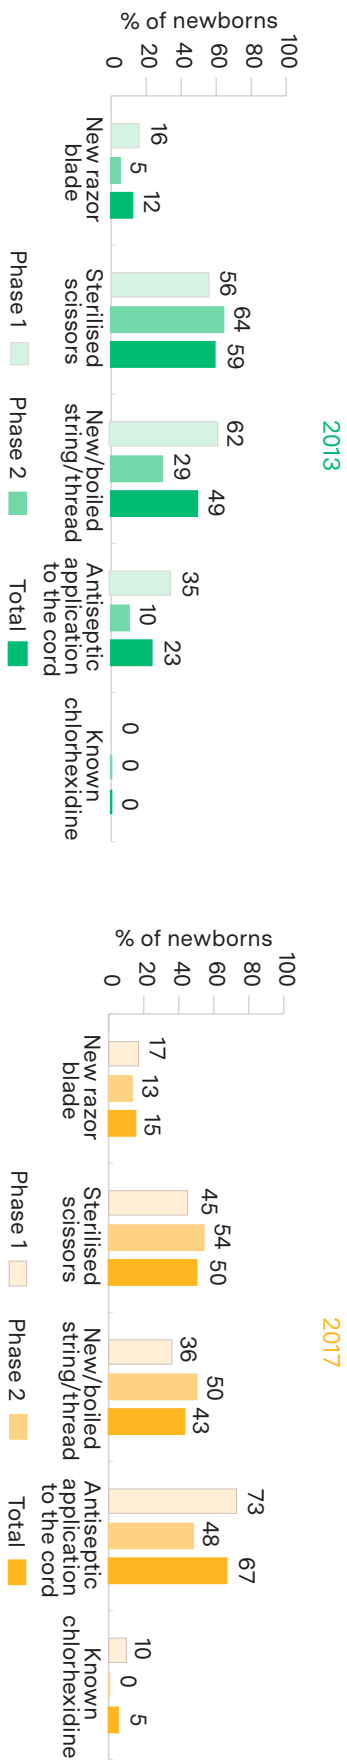 2013
% of newborns
100
80
60
40
20
0
16
5
12
56
64
59
62
29
49
35
10
23
0
0
0
New razor
blade
Sterilised
scissors
New/boiled
string/thread
Antiseptic
application
to the cord
Known
chlorhexidine
Phase 1
Phase 2
Total
2017
% of newborns
100
80
60
40
20
0
17
13
15
45
54
50
36
50
43
73
48
67
10
0
5
New razor
blade
Sterilised
scissors
New/boiled
string/thread
Antiseptic
application
to the cord
Known
chlorhexidine
Phase 1
Phase 2
Total